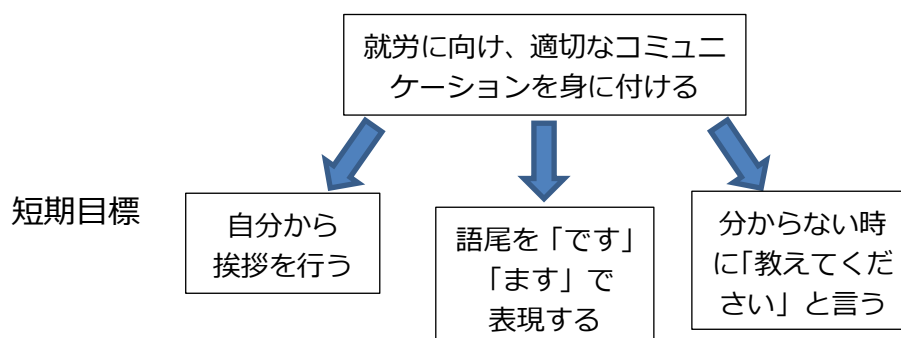 就労に向け、適切なコミュニ
ケーションを身に付ける
短期目標
自分から
挨拶を行う
語尾を「です」
「ます」で
表現する
分からない時
に「教えてくだ
さい」と言う